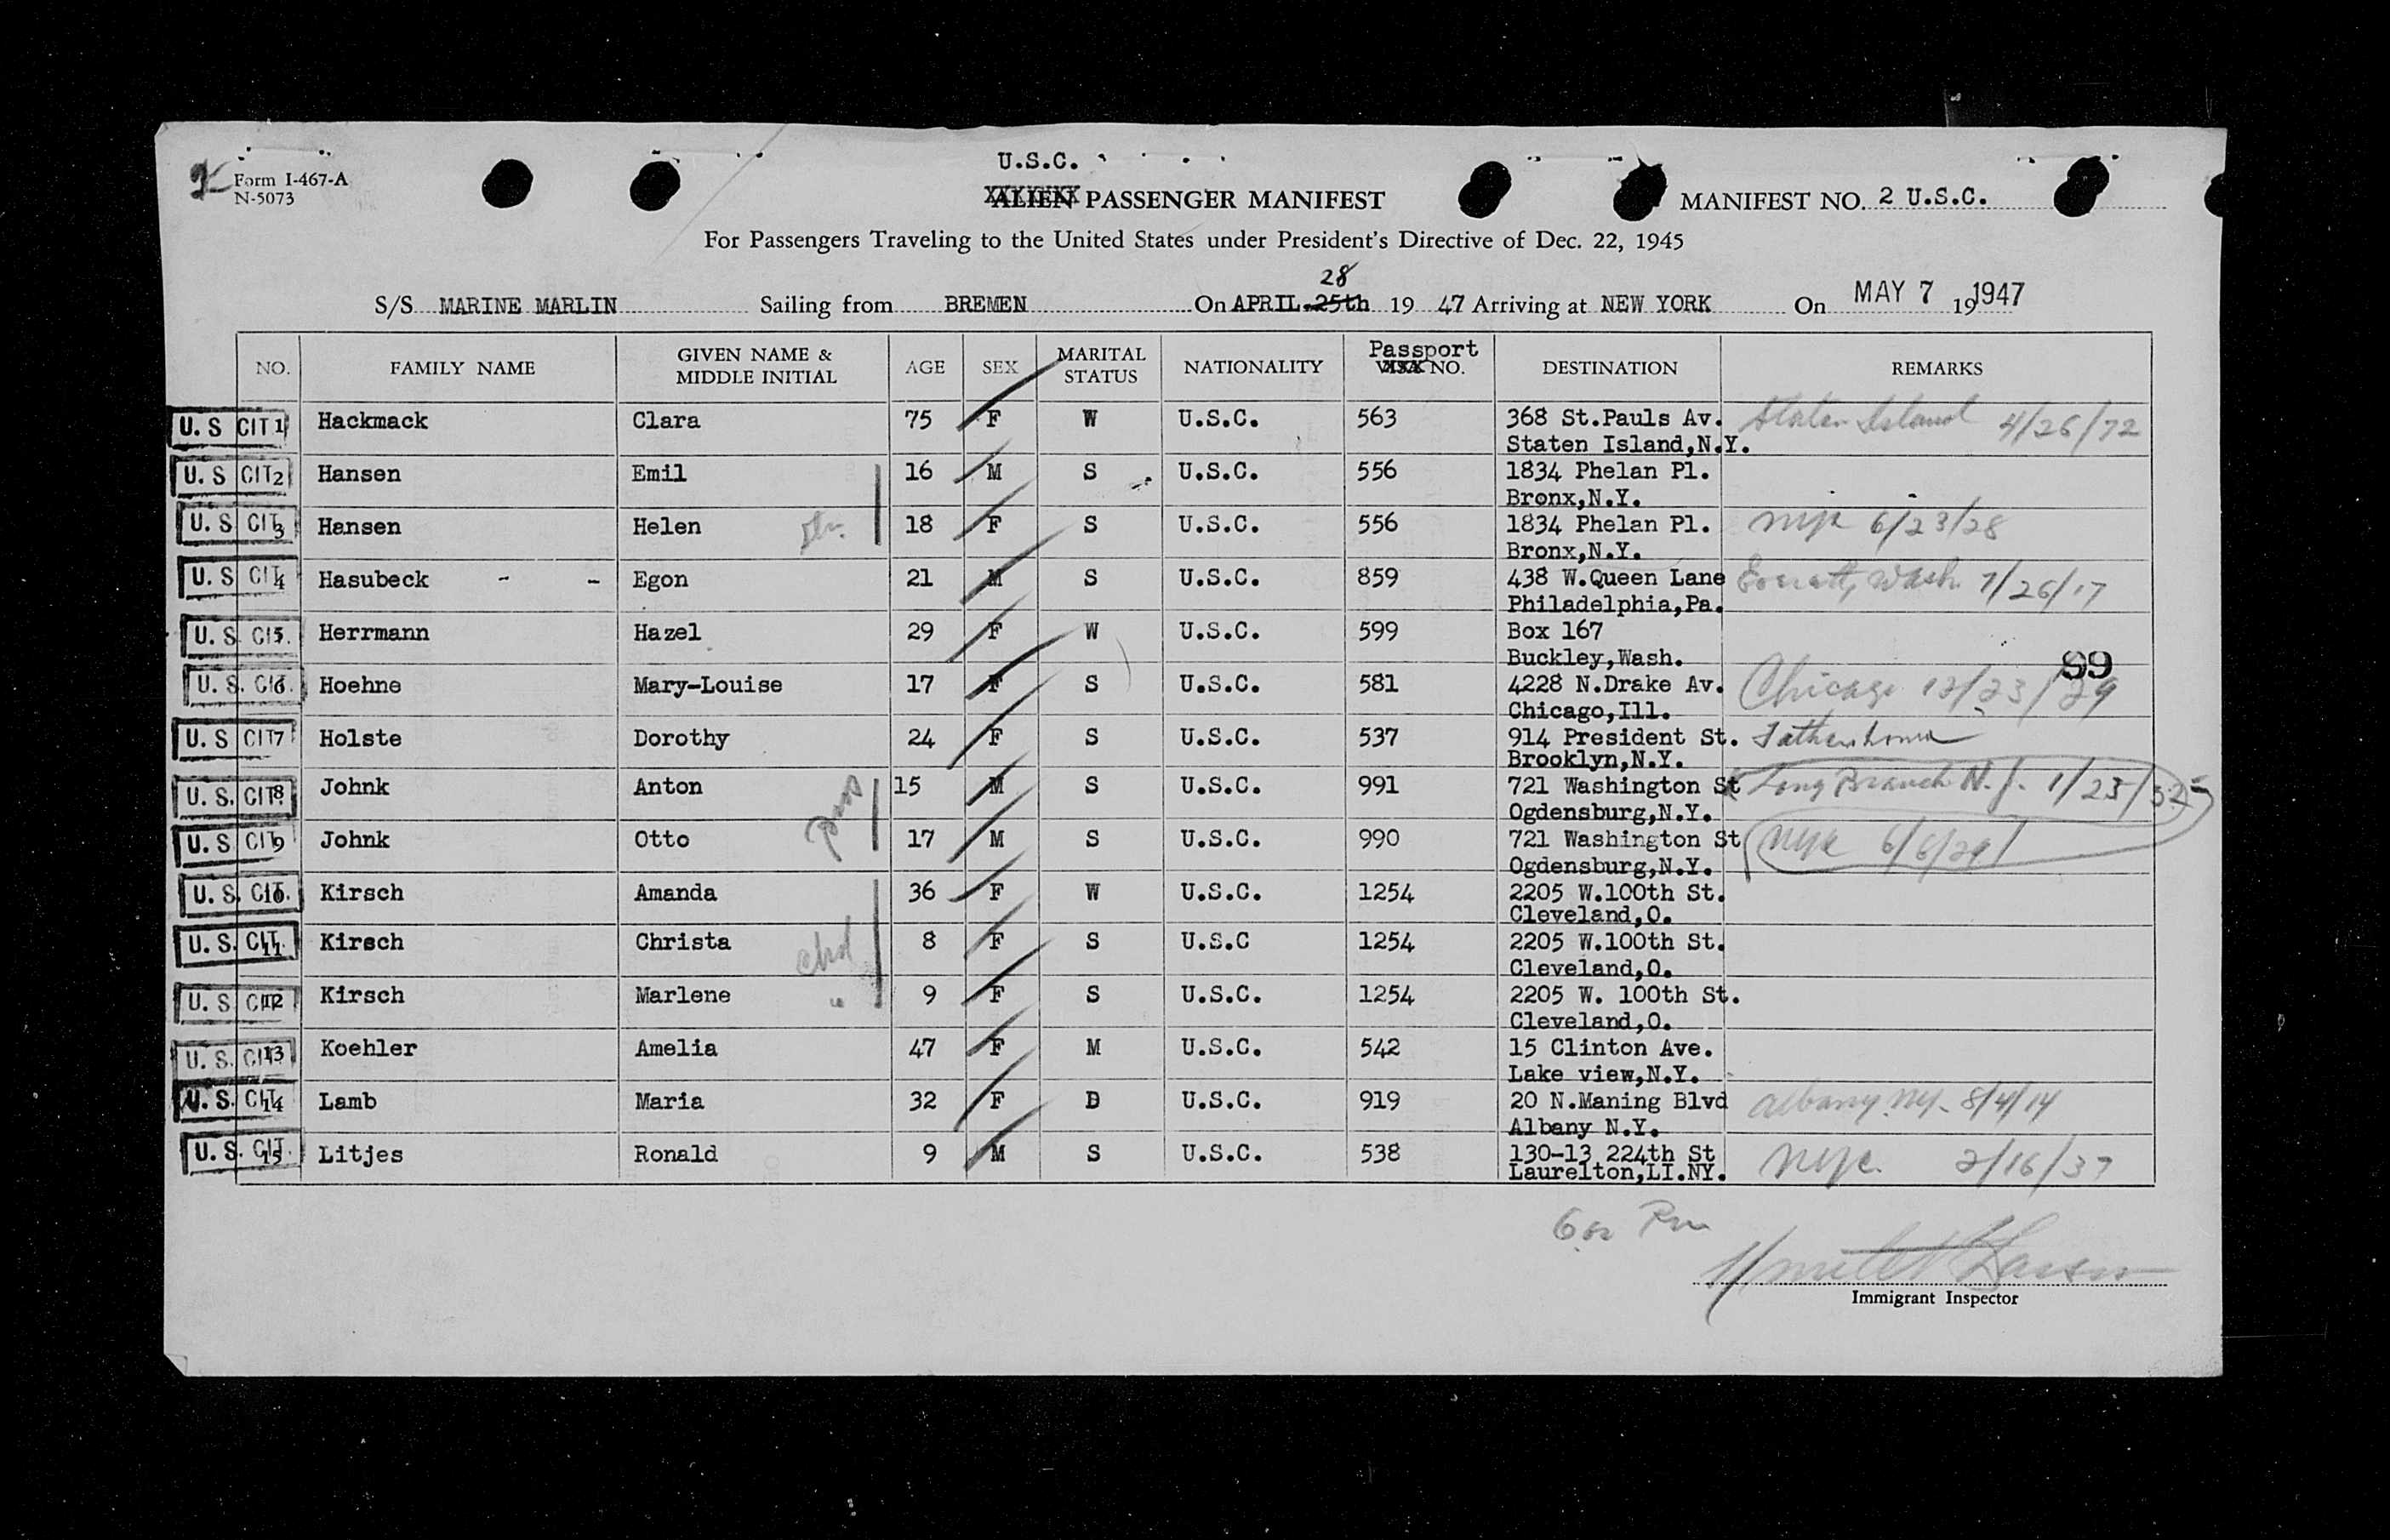 Form I-467-A
N-5073
U.S.C.
ALIEN PASSENGER MANIFEST
MANIFEST NO. 2 U.S.C.
For Passengers Traveling to the United States under President's Directive of Dec. 22, 1945
28
S/S MARINE MARLIN Sailing from BREMEN On APRIL 25th 19 47 Arriving at NEW YORK On MAY 7 19 1947
NO. FAMILY NAME GIVEN NAME & MIDDLE INITIAL AGE SEX MARITAL STATUS NATIONALITY Passport VISA NO. DESTINATION REMARKS
U. S CIT 1 Hackmack Clara 75 F W U.S.C. 563 368 St.Pauls Av. Staten Island 4/26/72
Staten Island,N.Y.
U. S CIT 2 Hansen Emil 16 M S U.S.C. 556 1834 Phelan Pl.
Bronx,N.Y.
U. S CIT 3 Hansen Helen 18 F S U.S.C. 556 1834 Phelan Pl. nyc 6/23/28
Bronx,N.Y.
U. S CIT 4 Hasubeck - - Egon 21 M S U.S.C. 859 438 W.Queen Lane Everett, Wash. 7/26/17
Philadelphia,Pa.
U. S. CIT. 5 Herrmann Hazel 29 F W U.S.C. 599 Box 167
Buckley,Wash.
89
U. S. CIT. 6 Hoehne Mary-Louise 17 F S U.S.C. 581 4228 N.Drake Av. Chicago 12/23/29
Chicago,Ill.
U. S CIT 7 Holste Dorothy 24 F S U.S.C. 537 914 President St.
Brooklyn,N.Y.
U. S. CIT. 8 Johnk Anton 15 M S U.S.C. 991 721 Washington St Long Branch N.J. 1/23/32
Ogdensburg,N.Y.
U. S CIT 9 Johnk Otto 17 M S U.S.C. 990 721 Washington St nyc 6/6/29
Ogdensburg,N.Y.
U. S. CIT. 10 Kirsch Amanda 36 F W U.S.C. 1254 2205 W.100th St.
Cleveland,O.
U. S. CIT. 11 Kirsch Christa chd 8 F S U.S.C 1254 2205 W.100th St.
Cleveland,O.
U. S CIT 12 Kirsch Marlene " 9 F S U.S.C. 1254 2205 W. 100th St.
Cleveland,O.
U. S. CIT 13 Koehler Amelia 47 F M U.S.C. 542 15 Clinton Ave.
Lake view,N.Y.
U. S. CIT 14 Lamb Maria 32 F D U.S.C. 919 20 N.Maning Blvd albany ny. 8/4/14
Albany N.Y.
U. S. CIT. 15 Litjes Ronald 9 M S U.S.C. 538 130-13 224th St nyc. 2/16/37
Laurelton,LI.NY.
Immigrant Inspector